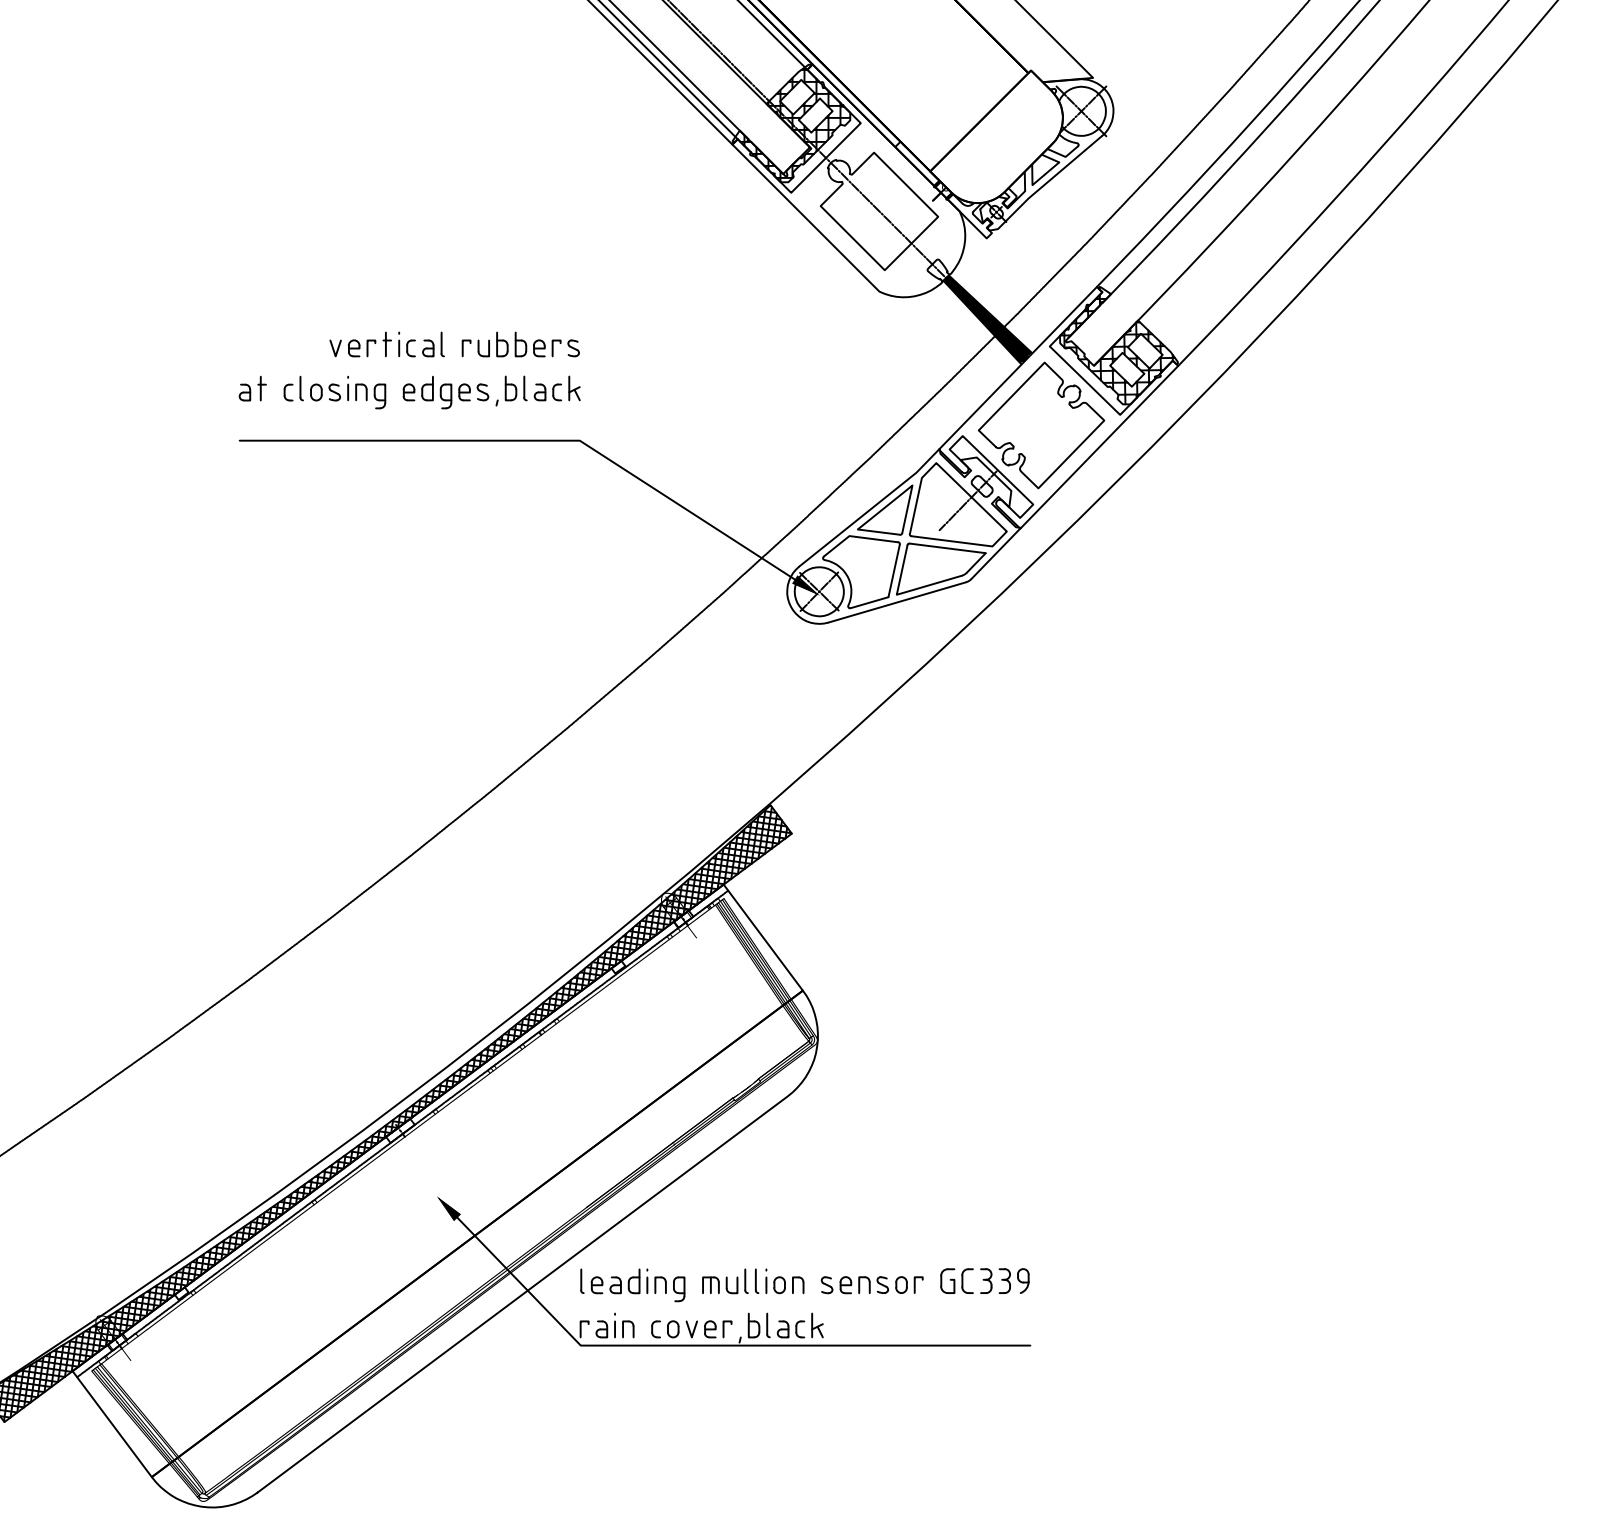 vertical rubbers
at closing edges,black
leading mullion sensor GC339
rain cover,black